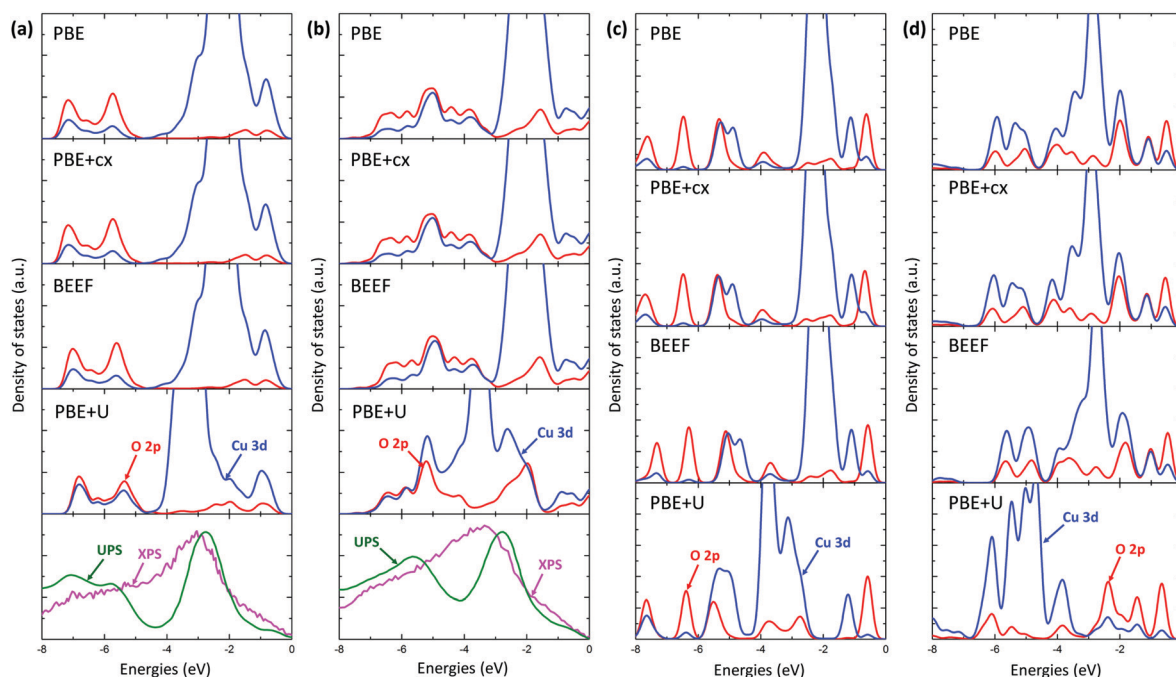 (a)
PBE
PBE+cx
BEEF
PBE+U
O 2p
Cu 3d
UPS
XPS
Density of states (a.u.)
-8 -6 -4 -2 0
Energies (eV)
(b)
PBE
PBE+cx
BEEF
PBE+U
O 2p
Cu 3d
UPS
XPS
Density of states (a.u.)
-8 -6 -4 -2 0
Energies (eV)
(c)
PBE
PBE+cx
BEEF
PBE+U
O 2p
Cu 3d
Density of states (a.u.)
-8 -6 -4 -2 0
Energies (eV)
(d)
PBE
PBE+cx
BEEF
PBE+U
Cu 3d
O 2p
Density of states (a.u.)
-8 -6 -4 -2 0
Energies (eV)